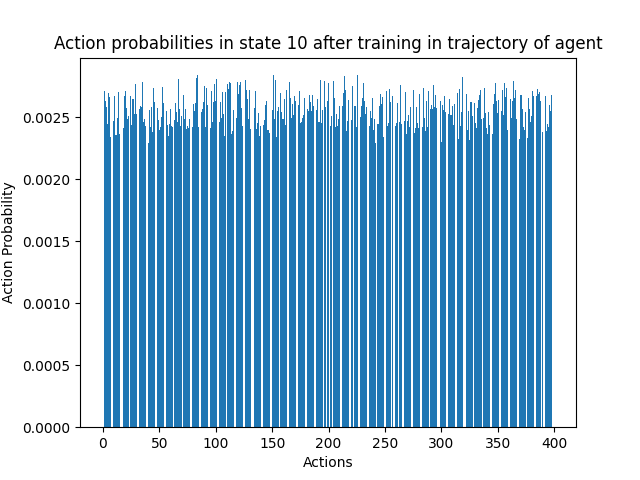 Action probabilities in state 10 after training in trajectory of agent
Action Probability
0.0025
0.0020
0.0015
0.0010
0.0005
0.0000
0 50 100 150 200 250 300 350 400
Actions